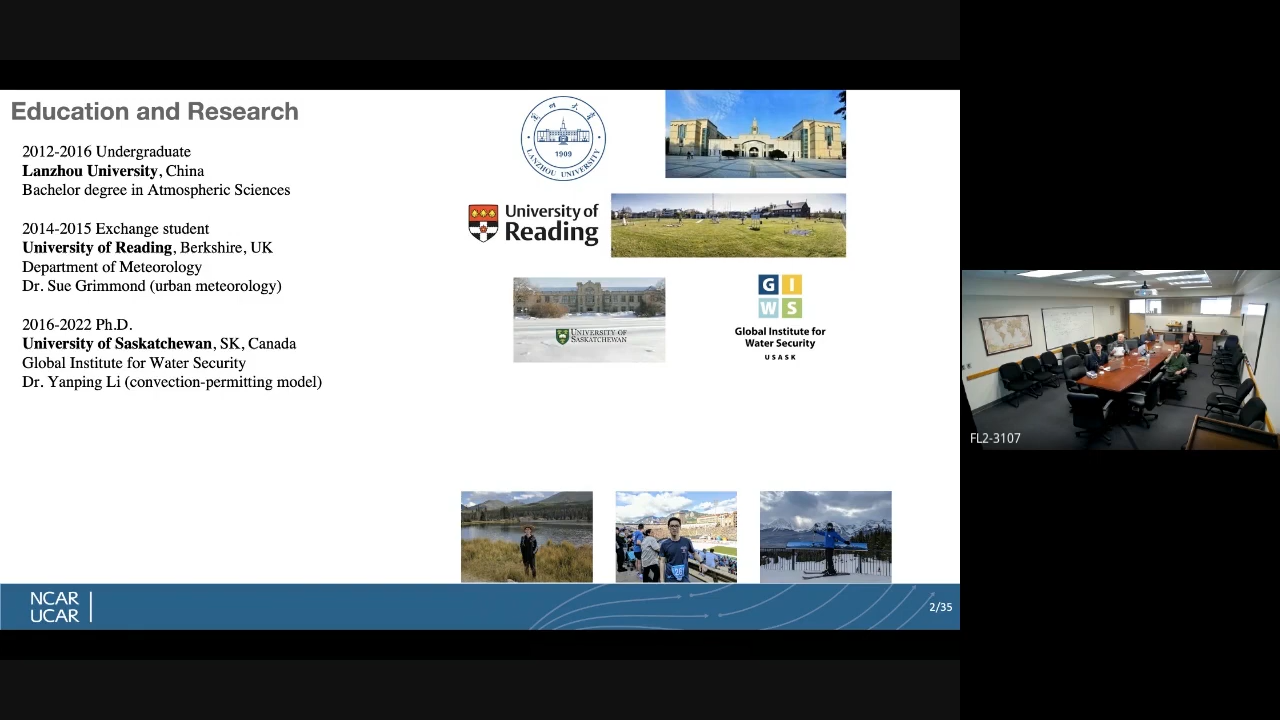 Education and Research
2012-2016 Undergraduate
Lanzhou University, China
Bachelor degree in Atmospheric Sciences
2014-2015 Exchange student
University of Reading, Berkshire, UK
Department of Meteorology
Dr. Sue Grimmond (urban meteorology)
2016-2022 Ph.D.
University of Saskatchewan, SK, Canada
Global Institute for Water Security
Dr. Yanping Li (convection-permitting model)
1909
LANZHOU UNIVERSITY
University of
Reading
UNIVERSITY OF
SASKATCHEWAN
G I
W S
Global Institute for
Water Security
USASK
NCAR
UCAR
2/35
FL2-3107